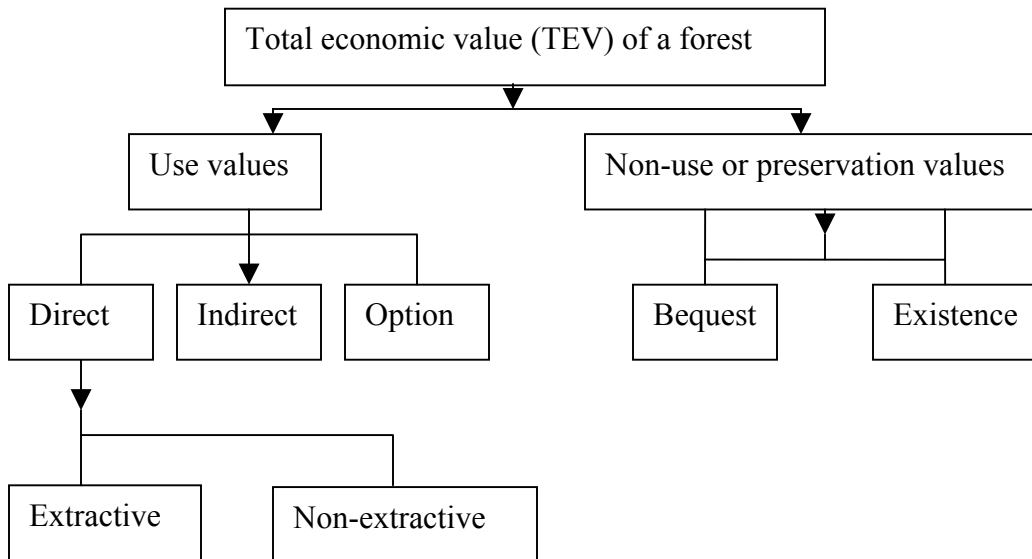 Total economic value (TEV) of a forest
Use values
Non-use or preservation values
Direct
Indirect
Option
Bequest
Existence
Extractive
Non-extractive